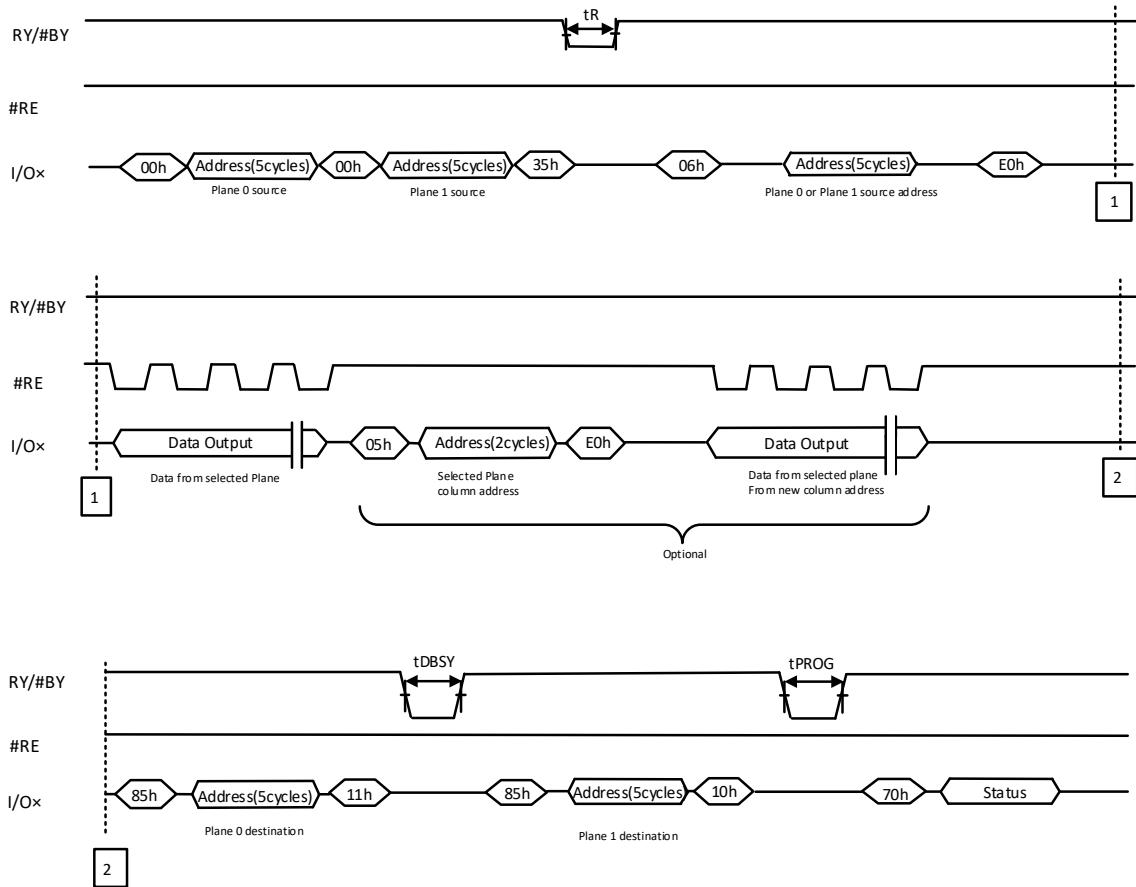 tR
RY/#BY
#RE
I/O×
00h
Address(5cycles)
00h
Address(5cycles)
35h
06h
Address(5cycles)
E0h
Plane 0 source
Plane 1 source
Plane 0 or Plane 1 source address
1
RY/#BY
#RE
I/O×
Data Output
05h
Address(2cycles)
E0h
Data Output
Data from selected Plane
Selected Plane
column address
Data from selected plane
From new column address
1
2
Optional
tDBSY
tPROG
RY/#BY
#RE
I/O×
85h
Address(5cycles)
11h
85h
Address(5cycles
10h
70h
Status
Plane 0 destination
Plane 1 destination
2